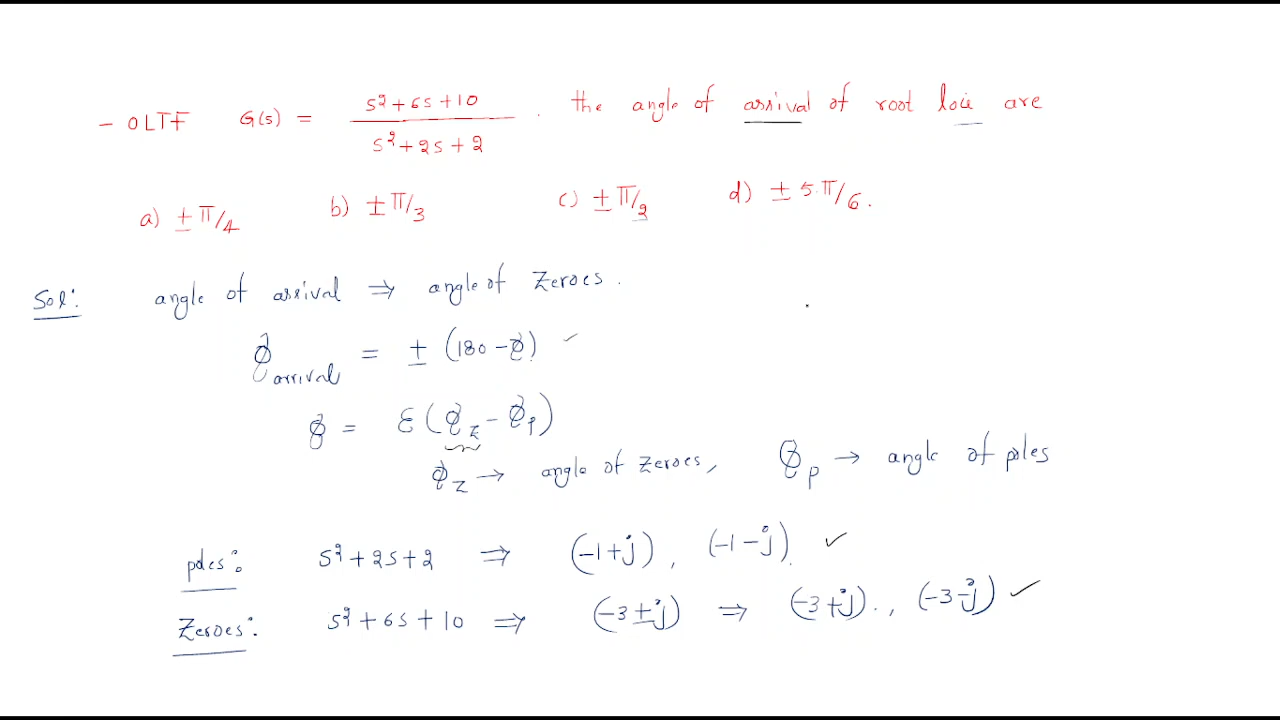 - OLTF G(s) = s²+6s+10 / s²+2s+2 . the angle of arrival of root loci are
a) ± π/4 b) ± π/3 c) ± π/2 d) ± 5π/6.
Sol: angle of arrival ⇒ angle of zeroes.
Φarrival = ± (180 - Φ) ✓
Φ = Σ(Φz - Φp)
Φz → angle of zeroes, Φp → angle of poles
poles: s²+2s+2 ⇒ (-1+j), (-1-j). ✓
Zeroes: s²+6s+10 ⇒ (-3±j) ⇒ (-3+j)., (-3-j) ✓